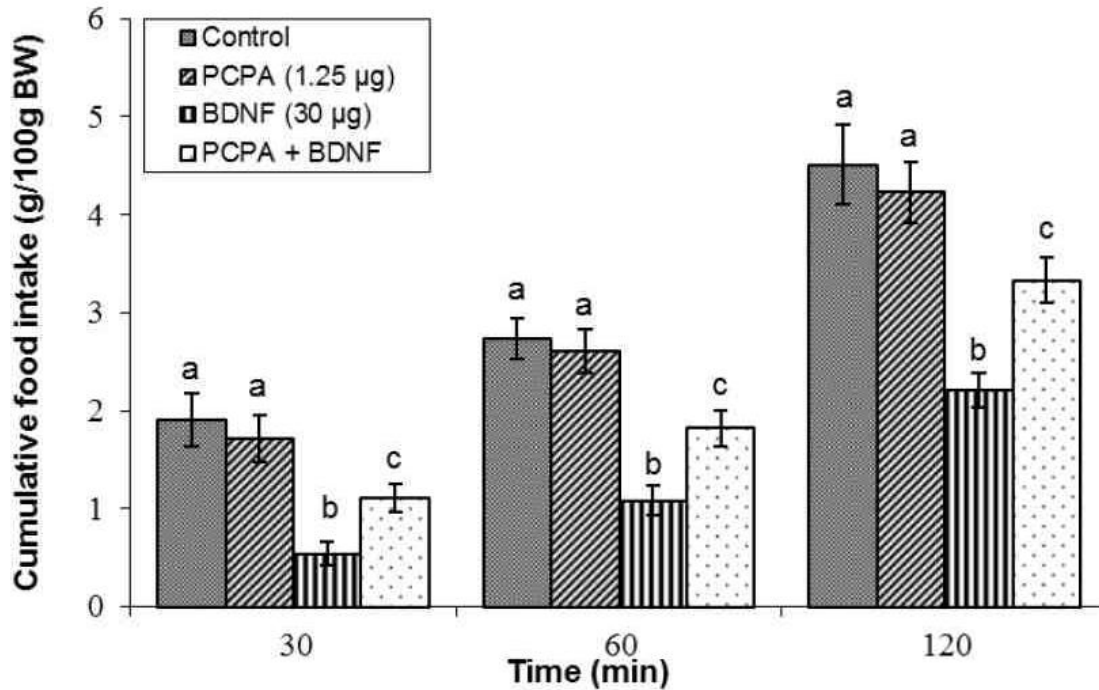 Cumulative food intake (g/100g BW)
6
5
4
3
2
1
0
Control
PCPA (1.25 µg)
BDNF (30 µg)
PCPA + BDNF
a
a
b
c
a
a
b
c
a
a
b
c
30
60
120
Time (min)